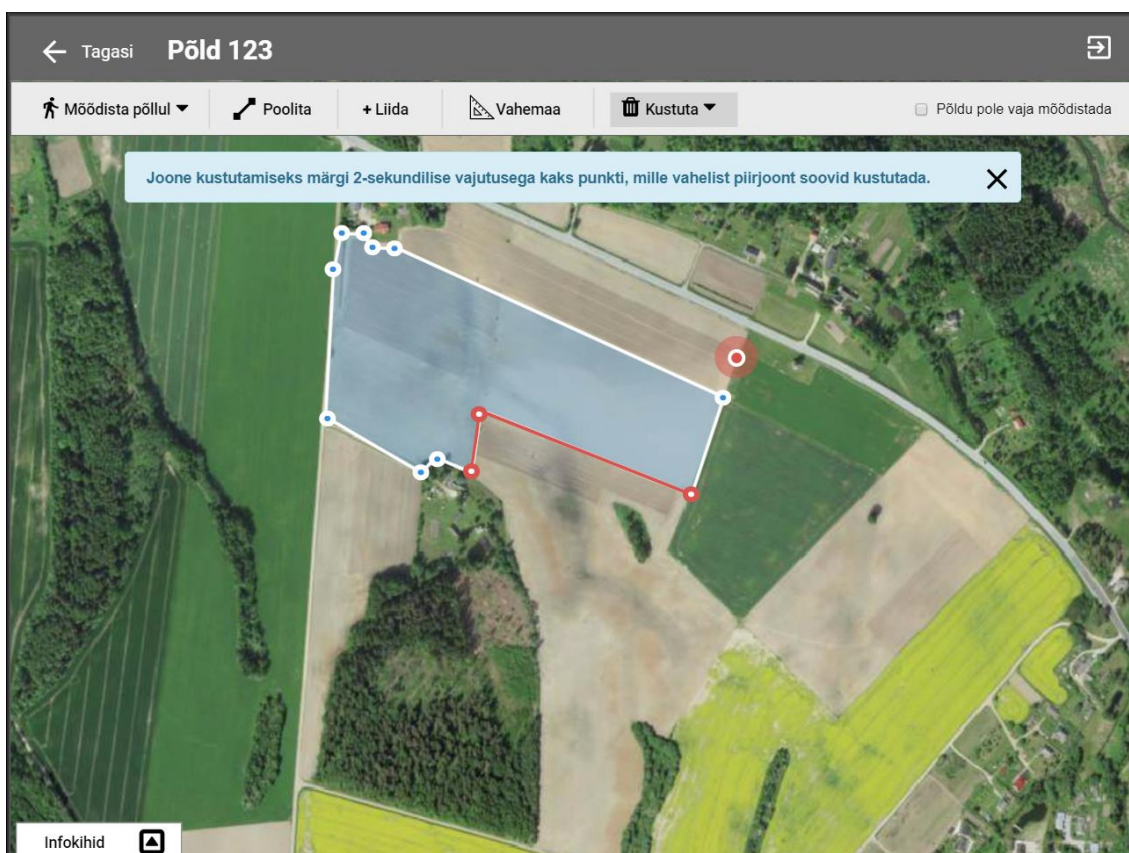 Tagasi Põld 123
Mõõdista põllul Poolita + Liida Vahemaa Kustuta Põldu pole vaja mõõdistada
Joone kustutamiseks märgi 2-sekundilise vajutusega kaks punkti, mille vahelist piirjoont soovid kustutada.
Infokihid